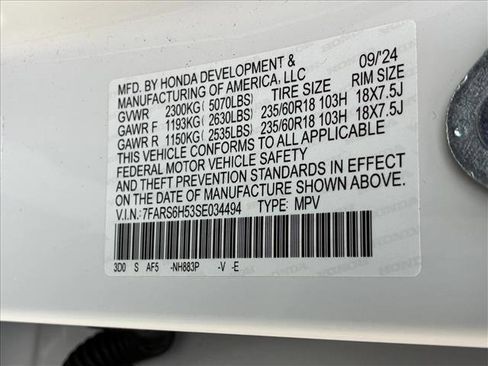 MFD. BY HONDA DEVELOPMENT & 09/'24
MANUFACTURING OF AMERICA, LLC
GVWR 2300KG( 5070LBS) TIRE SIZE RIM SIZE
GAWR F 1193KG( 2630LBS) 235/60R18 103H 18X7.5J
GAWR R 1150KG( 2535LBS) 235/60R18 103H 18X7.5J
THIS VEHICLE CONFORMS TO ALL APPLICABLE
FEDERAL MOTOR VEHICLE SAFETY
AND THEFT PREVENTION STANDARDS IN EFFECT
ON THE DATE OF MANUFACTURE SHOWN ABOVE.
V.I.N.:7FARS6H53SE034494 TYPE: MPV
3D0 S AF5 -NH883P -V -E